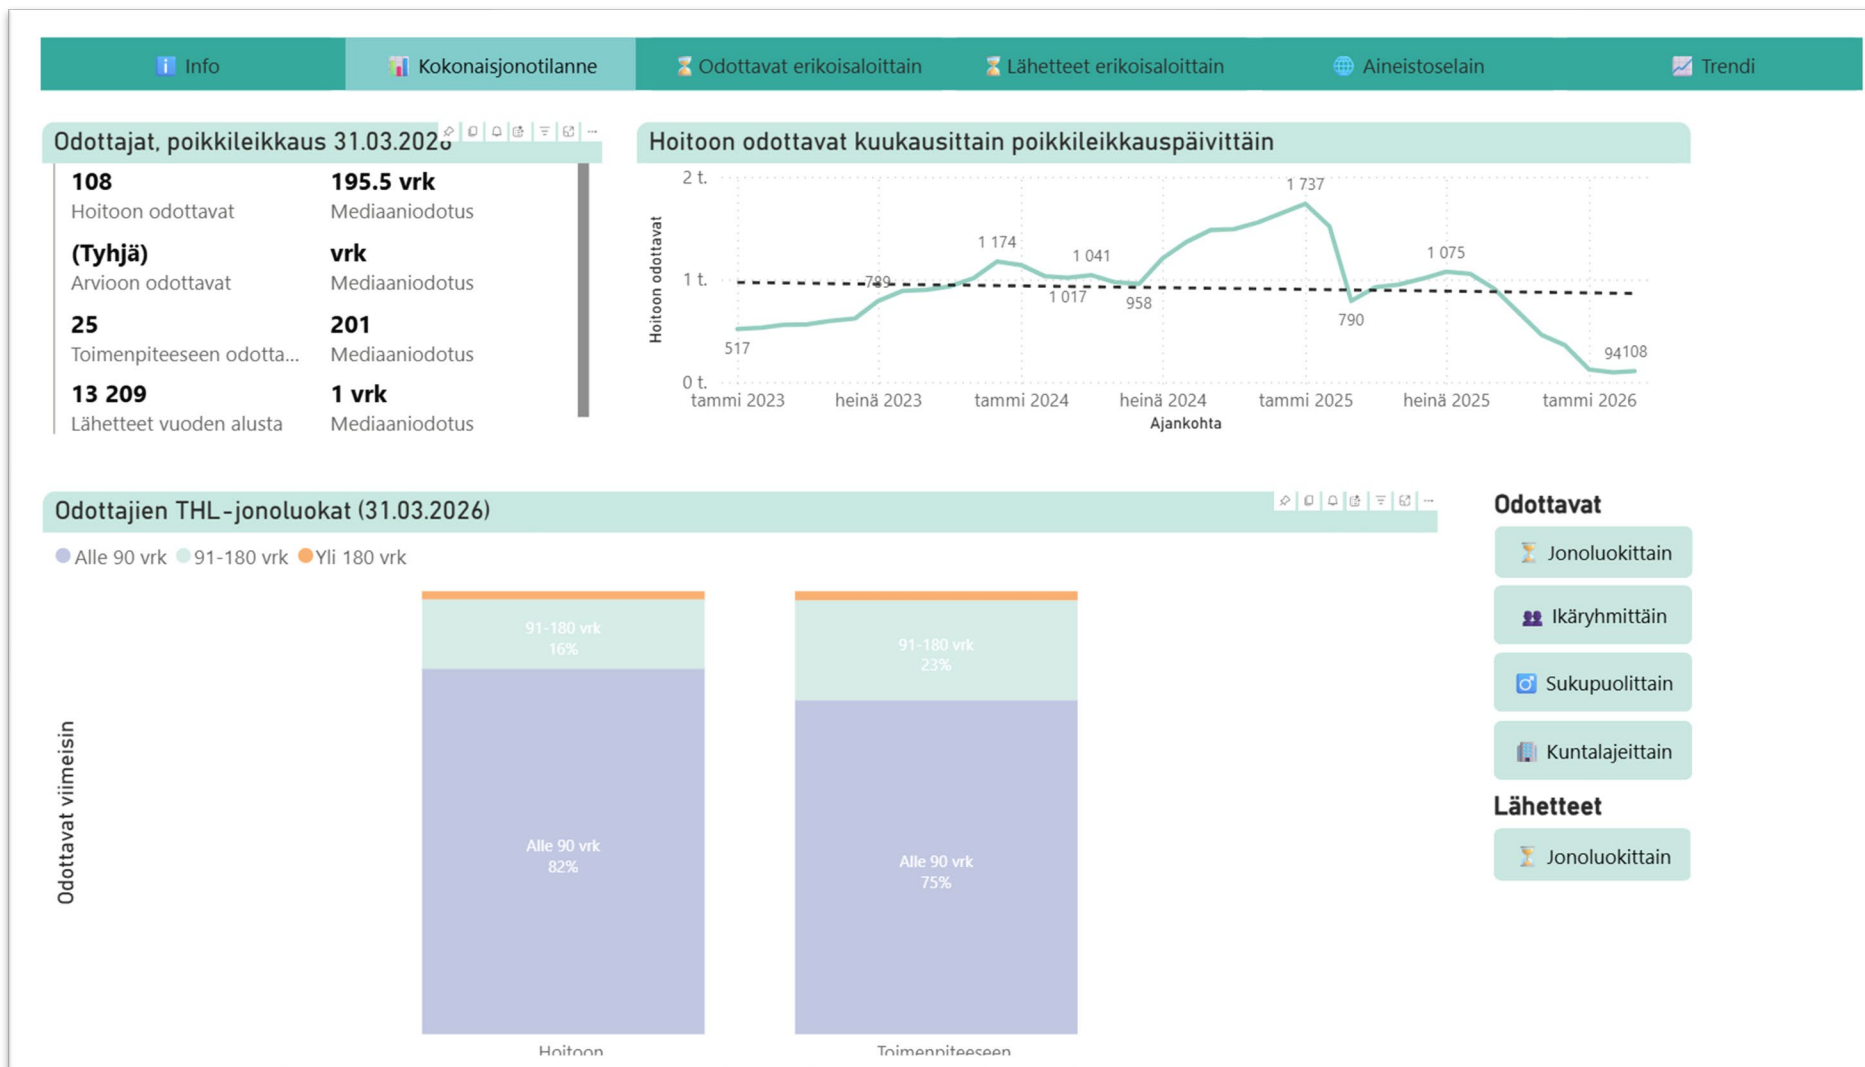 Info
Kokonaisjonotilanne
Odottavat erikoisaloittain
Lähetteet erikoisaloittain
Aineistoselain
Trendi
Odottajat, poikkileikkaus 31.03.2026
108
195.5 vrk
Hoitoon odottavat
Mediaaniodotus
(Tyhjä)
vrk
Arvioon odottavat
Mediaaniodotus
25
201
Toimenpiteeseen odotta...
Mediaaniodotus
13 209
1 vrk
Lähetteet vuoden alusta
Mediaaniodotus
Hoitoon odottavat kuukausittain poikkileikkauspäivittäin
Hoitoon odottavat
2 t.
1 t.
0 t.
517
789
1 174
1 017
1 041
958
1 737
790
1 075
94
108
tammi 2023
heinä 2023
tammi 2024
heinä 2024
tammi 2025
heinä 2025
tammi 2026
Ajankohta
Odottajien THL-jonoluokat (31.03.2026)
Alle 90 vrk
91-180 vrk
Yli 180 vrk
Odottavat viimeisin
91-180 vrk
16%
Alle 90 vrk
82%
Hoitoon
91-180 vrk
23%
Alle 90 vrk
75%
Toimenpiteeseen
Odottavat
Jonoluokittain
Ikäryhmittäin
Sukupuolittain
Kuntalajeittain
Lähetteet
Jonoluokittain